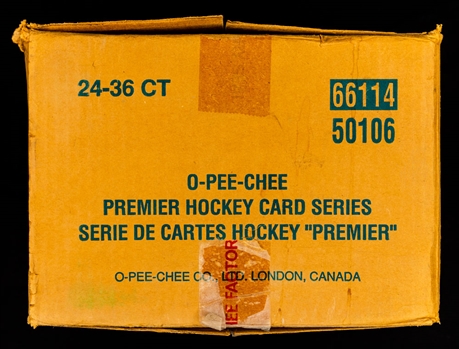 24-36 CT
66114
50106
O-PEE-CHEE
PREMIER HOCKEY CARD SERIES
SERIE DE CARTES HOCKEY "PREMIER"
O-PEE-CHEE CO., LTD. LONDON, CANADA